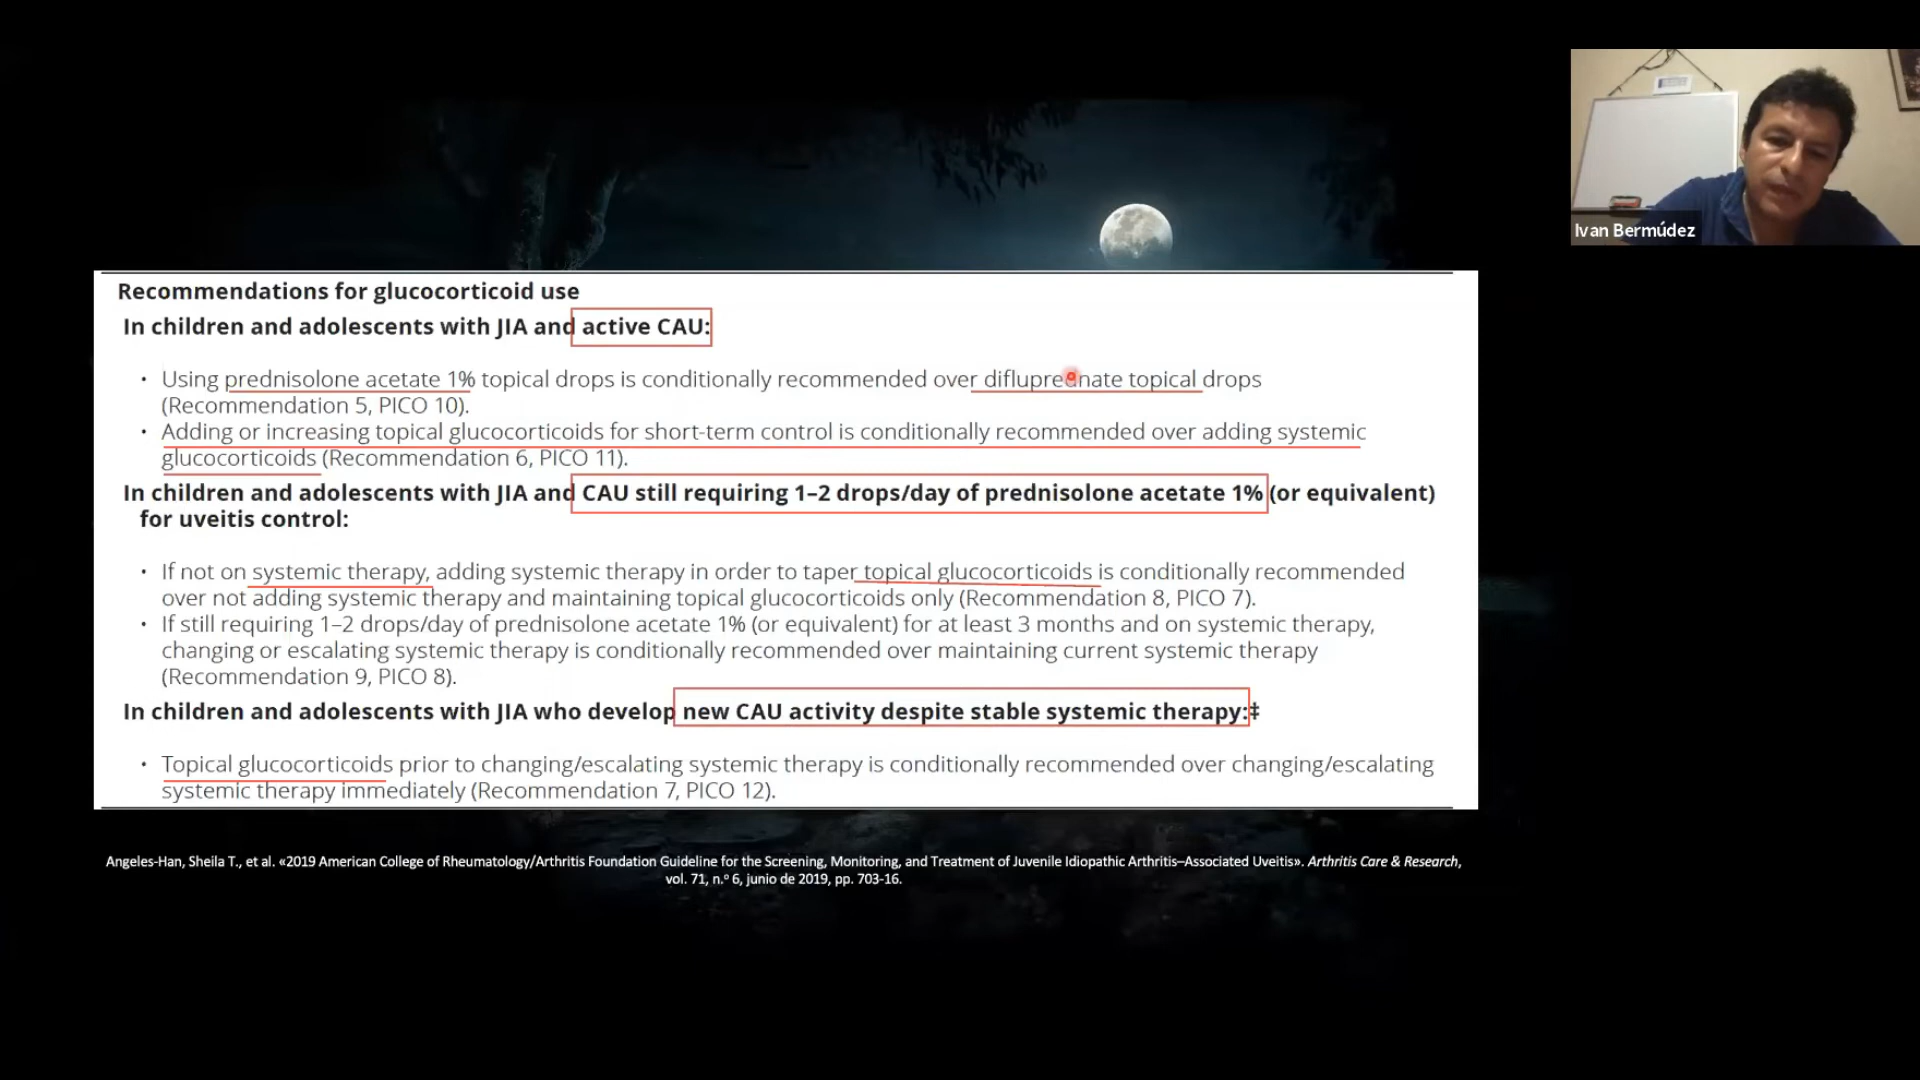 Ivan Bermúdez
Recommendations for glucocorticoid use
In children and adolescents with JIA and active CAU:
· Using prednisolone acetate 1% topical drops is conditionally recommended over difluprednate topical drops
(Recommendation 5, PICO 10).
· Adding or increasing topical glucocorticoids for short-term control is conditionally recommended over adding systemic
glucocorticoids (Recommendation 6, PICO 11).
In children and adolescents with JIA and CAU still requiring 1–2 drops/day of prednisolone acetate 1% (or equivalent)
for uveitis control:
· If not on systemic therapy, adding systemic therapy in order to taper topical glucocorticoids is conditionally recommended
over not adding systemic therapy and maintaining topical glucocorticoids only (Recommendation 8, PICO 7).
· If still requiring 1–2 drops/day of prednisolone acetate 1% (or equivalent) for at least 3 months and on systemic therapy,
changing or escalating systemic therapy is conditionally recommended over maintaining current systemic therapy
(Recommendation 9, PICO 8).
In children and adolescents with JIA who develop new CAU activity despite stable systemic therapy:‡
· Topical glucocorticoids prior to changing/escalating systemic therapy is conditionally recommended over changing/escalating
systemic therapy immediately (Recommendation 7, PICO 12).
Angeles-Han, Sheila T., et al. «2019 American College of Rheumatology/Arthritis Foundation Guideline for the Screening, Monitoring, and Treatment of Juvenile Idiopathic Arthritis–Associated Uveitis». Arthritis Care & Research,
vol. 71, n.º 6, junio de 2019, pp. 703-16.